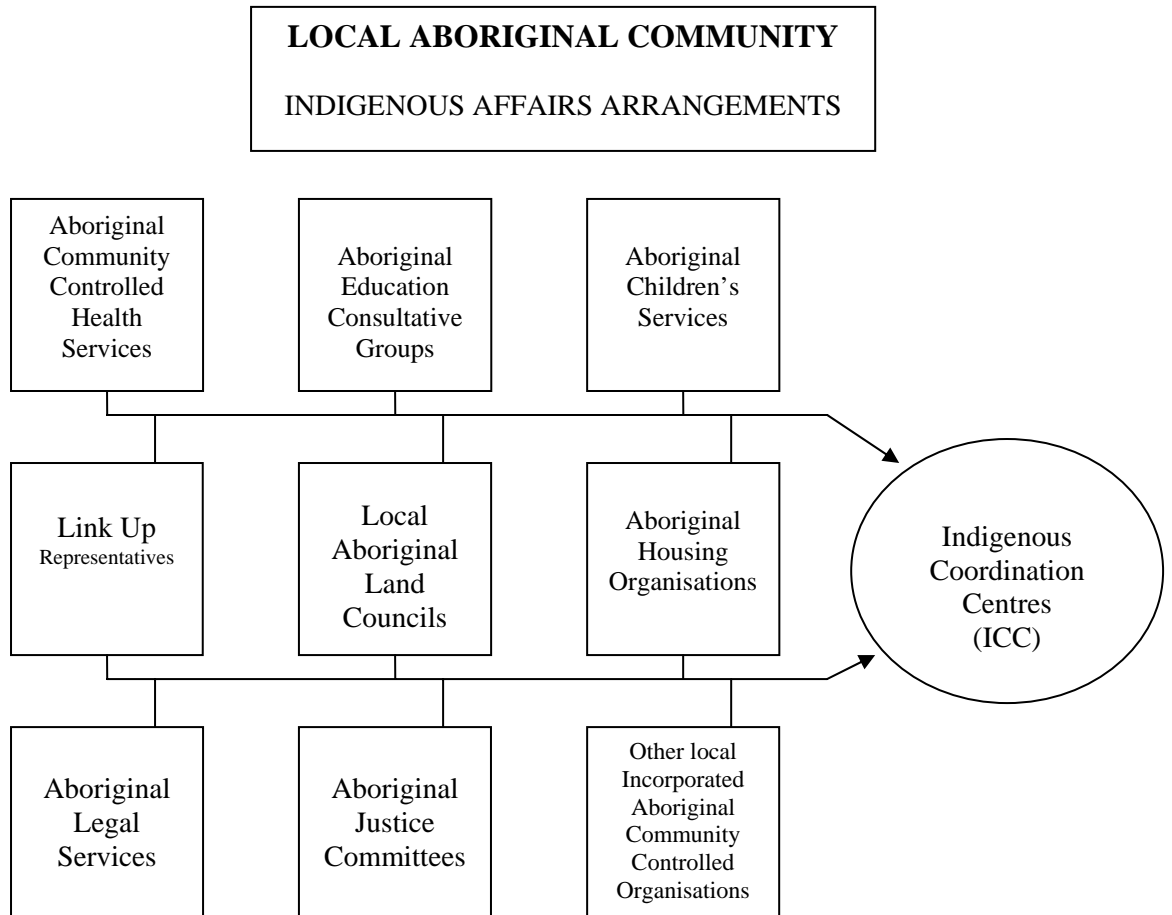 LOCAL ABORIGINAL COMMUNITY
INDIGENOUS AFFAIRS ARRANGEMENTS
Aboriginal
Community
Controlled
Health
Services
Aboriginal
Education
Consultative
Groups
Aboriginal
Children’s
Services
Link Up
Representatives
Local
Aboriginal
Land
Councils
Aboriginal
Housing
Organisations
Indigenous
Coordination
Centres
(ICC)
Aboriginal
Legal
Services
Aboriginal
Justice
Committees
Other local
Incorporated
Aboriginal
Community
Controlled
Organisations